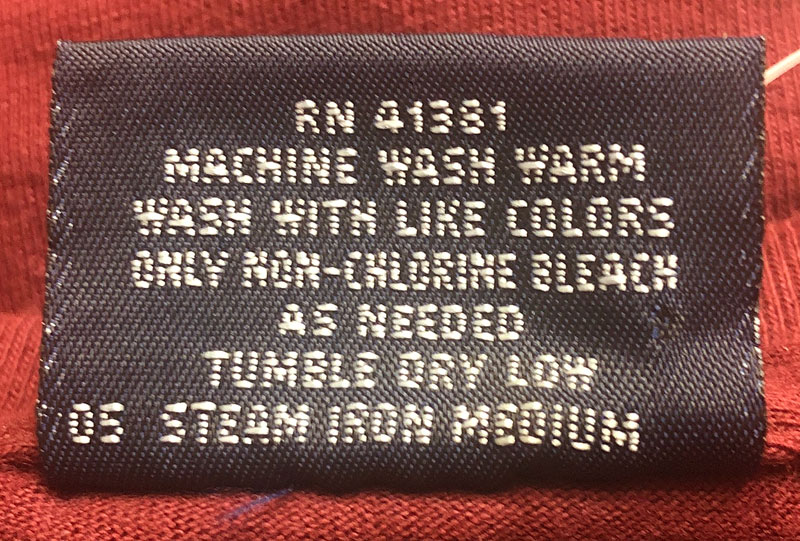 RN 41381
MACHINE WASH WARM
WASH WITH LIKE COLORS
ONLY NON-CHLORINE BLEACH
AS NEEDED
TUMBLE DRY LOW
05 STEAM IRON MEDIUM